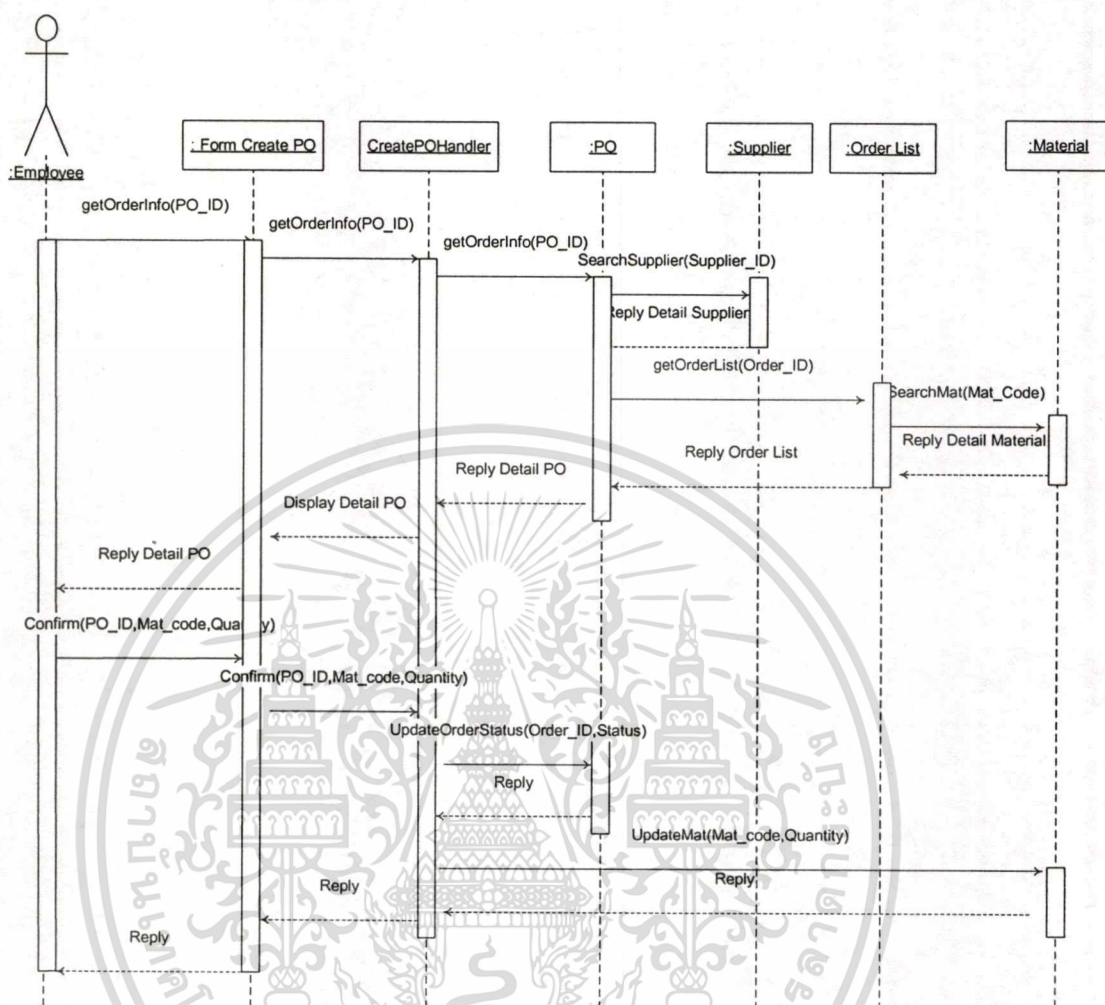 :Employee
: Form Create PO
CreatePOHandler
:PO
:Supplier
:Order List
:Material
getOrderInfo(PO_ID)
getOrderInfo(PO_ID)
getOrderInfo(PO_ID)
SearchSupplier(Supplier_ID)
Reply Detail Supplier
getOrderList(Order_ID)
SearchMat(Mat_Code)
Reply Detail Material
Reply Order List
Reply Detail PO
Display Detail PO
Reply Detail PO
Confirm(PO_ID,Mat_code,Quantity)
Confirm(PO_ID,Mat_code,Quantity)
UpdateOrderStatus(Order_ID,Status)
Reply
UpdateMat(Mat_code,Quantity)
Reply
Reply
Reply